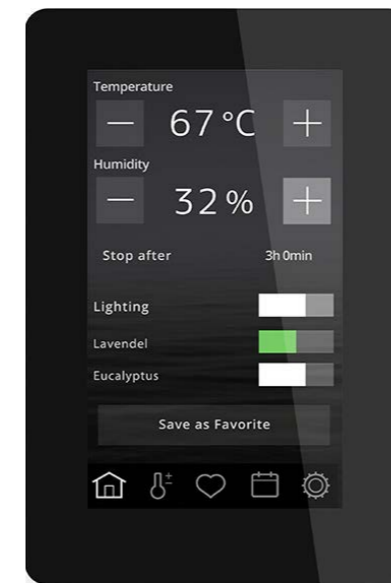 Temperature
67 °C
Humidity
32 %
Stop after 3h 0min
Lighting
Lavendel
Eucalyptus
Save as Favorite